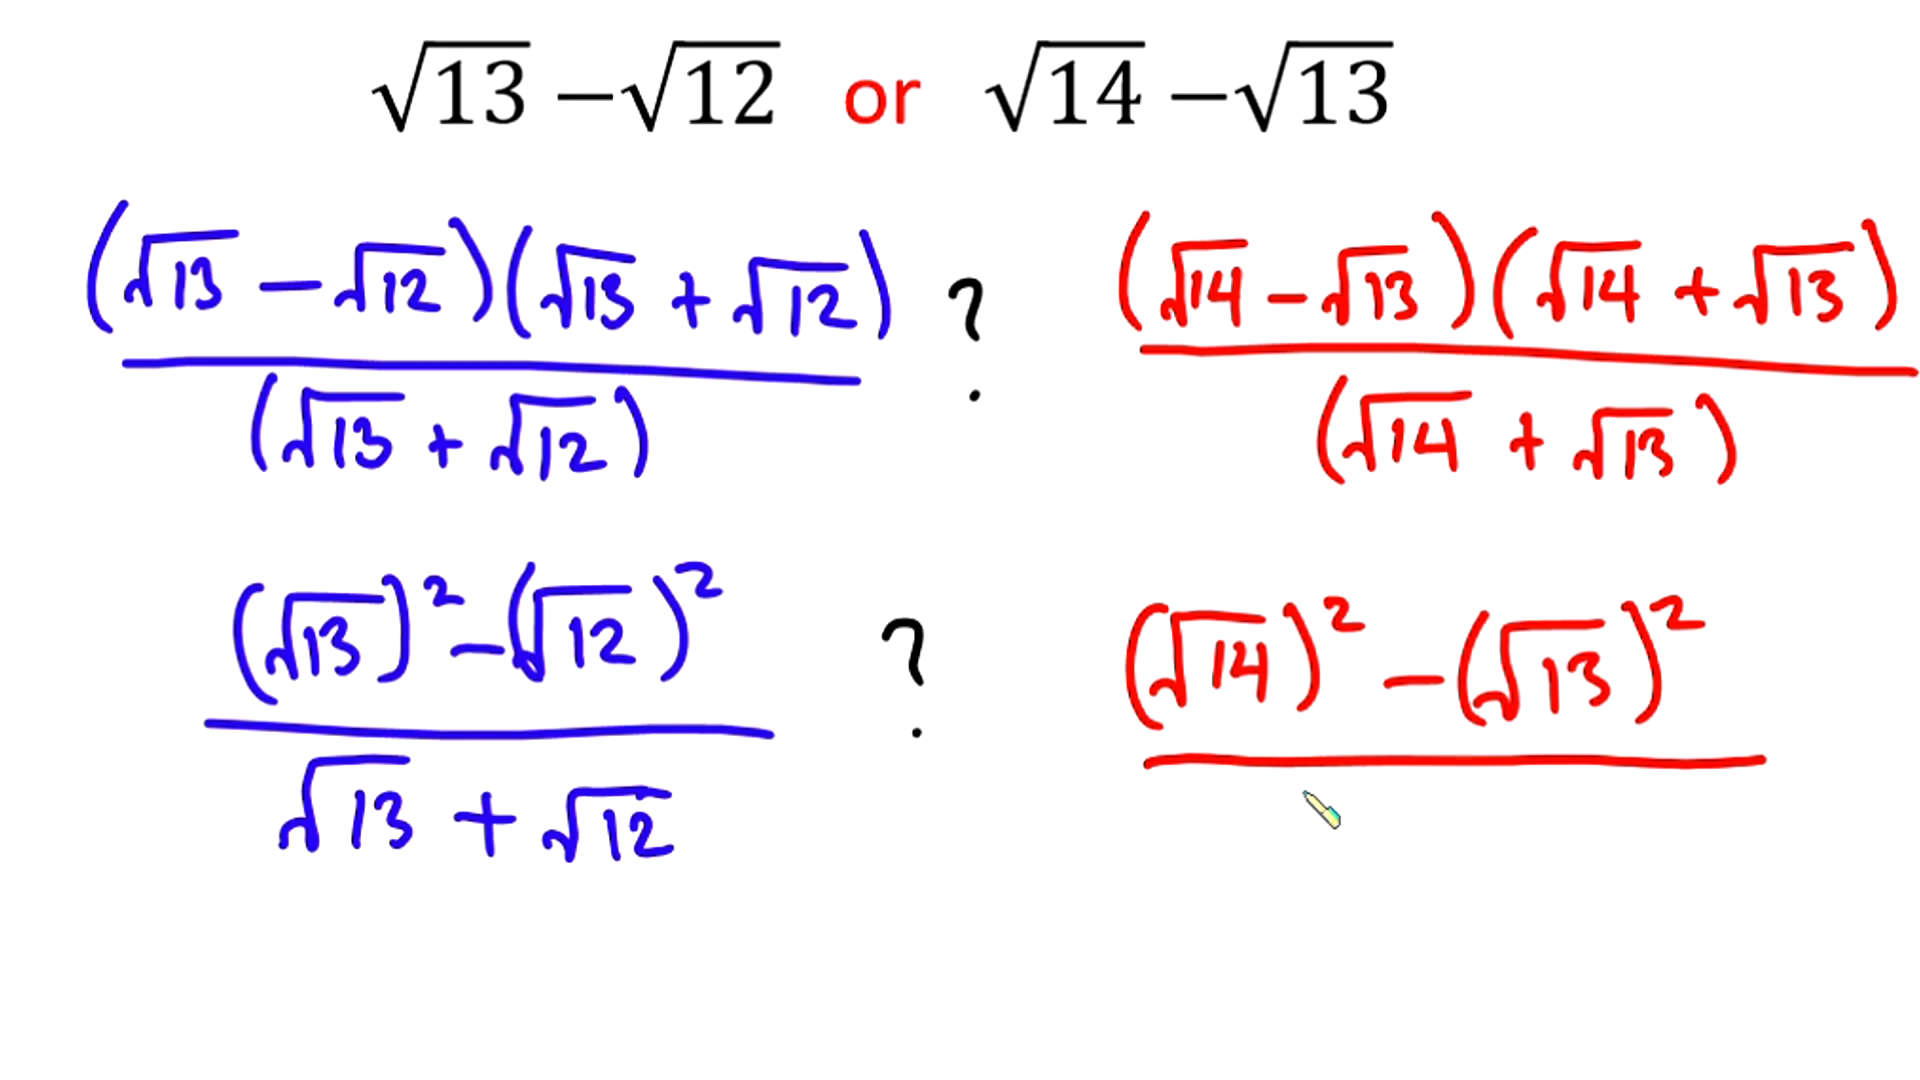 √13 − √12 or √14 − √13
(√13 − √12)(√13 + √12) ? (√14 − √13)(√14 + √13)
(√13 + √12) (√14 + √13)
(√13)² − (√12)² ? (√14)² − (√13)²
√13 + √12